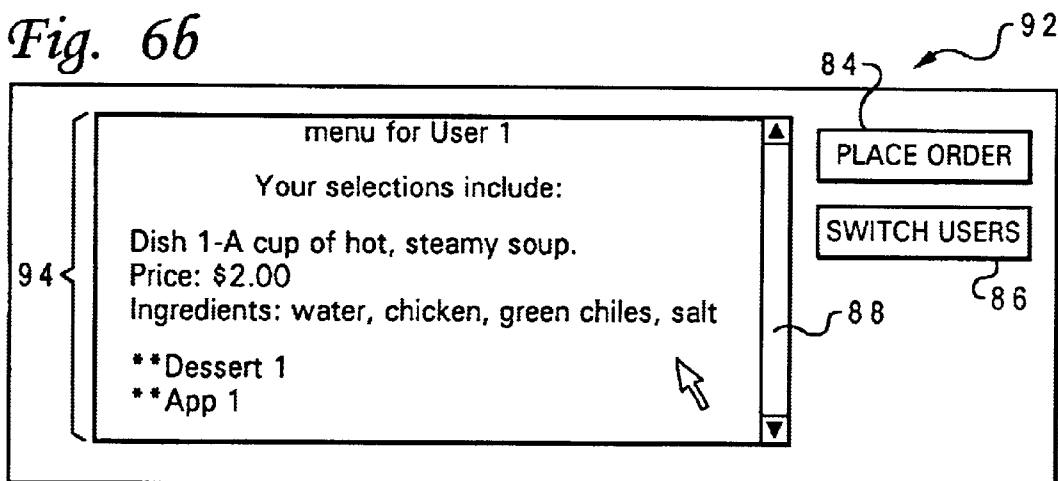 Fig. 6b
92
84
menu for User 1
PLACE ORDER
Your selections include:
SWITCH USERS
Dish 1-A cup of hot, steamy soup.
94
Price: $2.00
86
Ingredients: water, chicken, green chiles, salt
88
**Dessert 1
**App 1